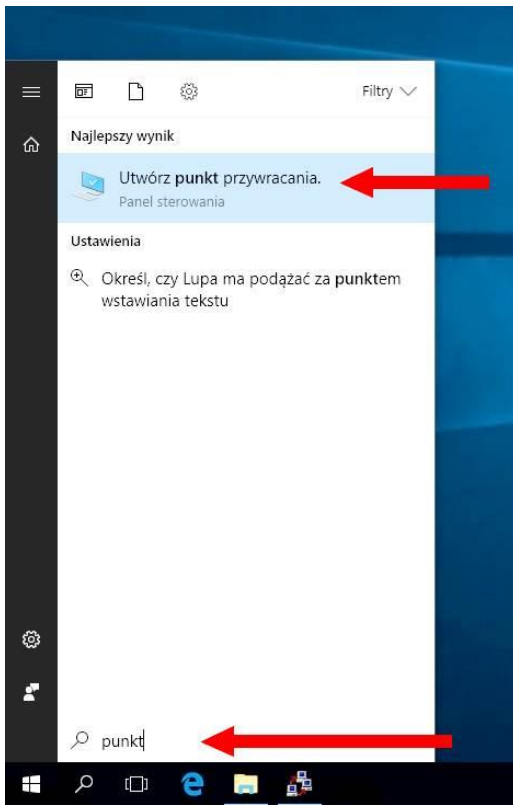 Filtry
Najlepszy wynik
Utwórz punkt przywracania.
Panel sterowania
Ustawienia
Określ, czy Lupa ma podążać za punktem
wstawiania tekstu
punkt